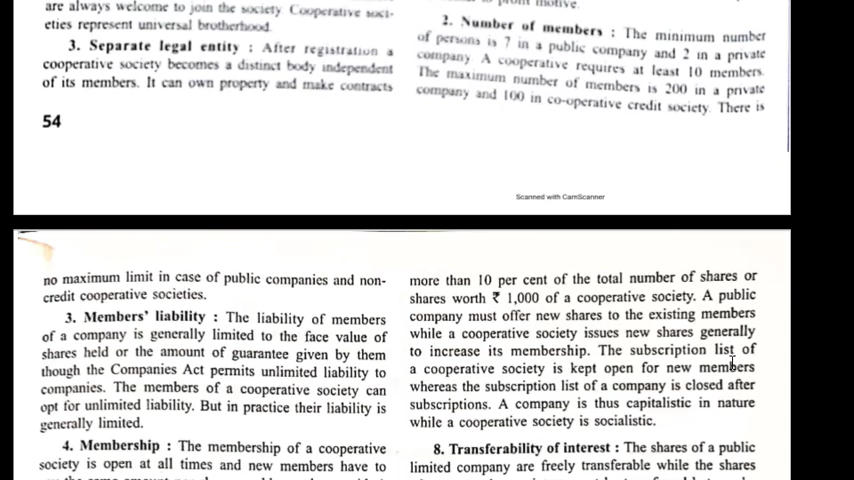 are always welcome to join the society Cooperative soci-
eties represent universal brotherhood.
3. Separate legal entity : After registration a
cooperative society becomes a distinct body independent
of its members. It can own property and make contracts
54
profit motive.
2. Number of members : The minimum number
of persons is 7 in a public company and 2 in a private
company. A cooperative requires at least 10 members.
The maximum number of members is 200 in a private
company and 100 in co-operative credit society. There is
Scanned with CamScanner
no maximum limit in case of public companies and non-
credit cooperative societies.
3. Members' liability : The liability of members
of a company is generally limited to the face value of
shares held or the amount of guarantee given by them
though the Companies Act permits unlimited liability to
companies. The members of a cooperative society can
opt for unlimited liability. But in practice their liability is
generally limited.
4. Membership : The membership of a cooperative
society is open at all times and new members have to
more than 10 per cent of the total number of shares or
shares worth ₹ 1,000 of a cooperative society. A public
company must offer new shares to the existing members
while a cooperative society issues new shares generally
to increase its membership. The subscription list of
a cooperative society is kept open for new members
whereas the subscription list of a company is closed after
subscriptions. A company is thus capitalistic in nature
while a cooperative society is socialistic.
8. Transferability of interest : The shares of a public
limited company are freely transferable while the shares